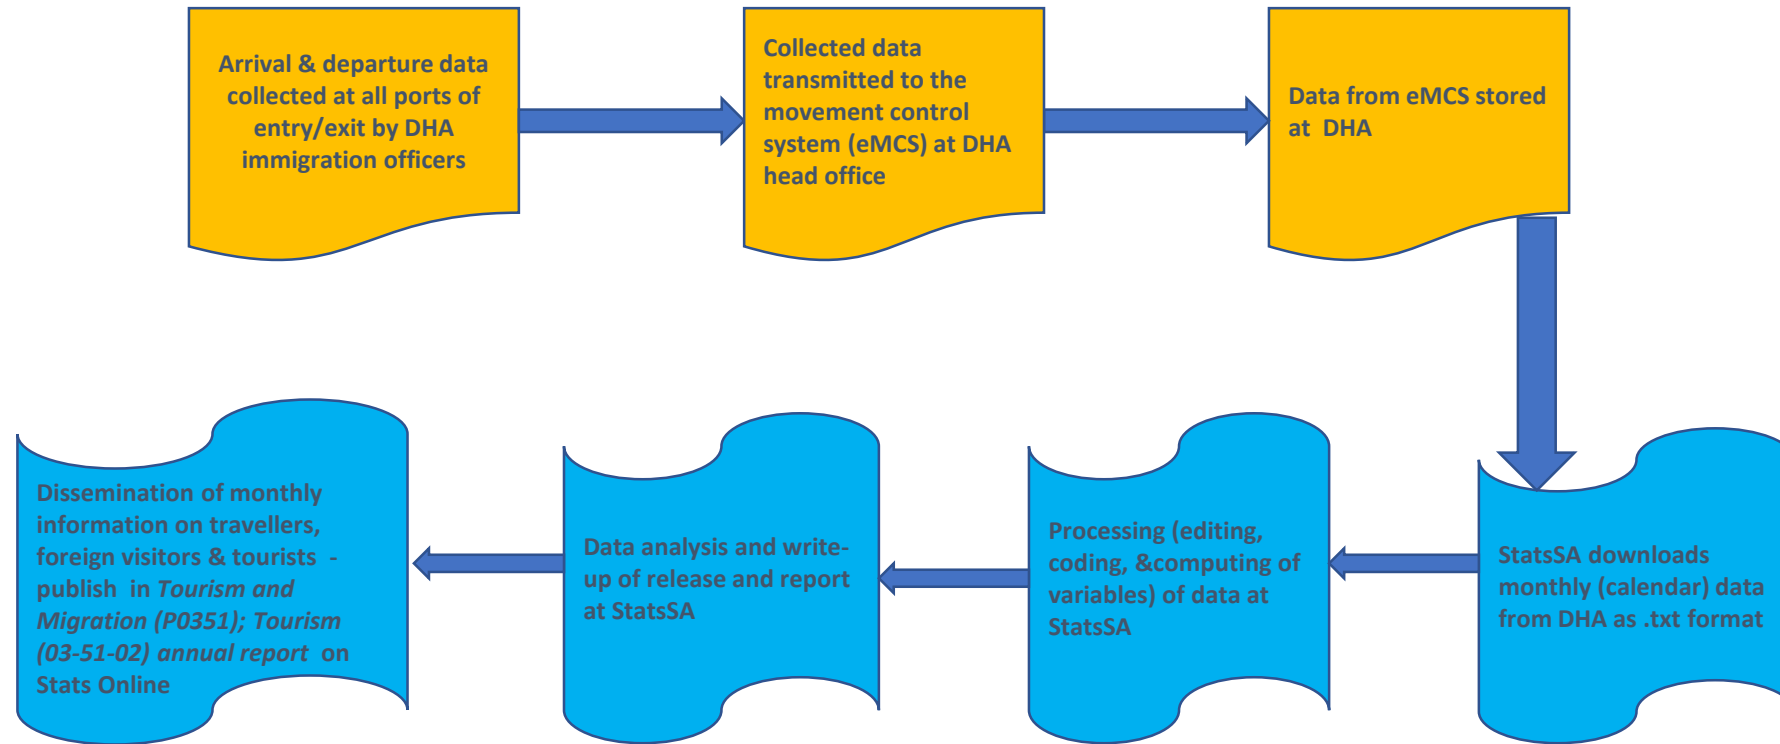 Arrival & departure data
collected at all ports of
entry/exit by DHA
immigration officers
Collected data
transmitted to the
movement control
system (eMCS) at DHA
head office
Data from eMCS stored
at DHA
StatsSA downloads
monthly (calendar) data
from DHA as .txt format
Processing (editing,
coding, &computing of
variables) of data at
StatsSA
Data analysis and write-
up of release and report
at StatsSA
Dissemination of monthly
information on travellers,
foreign visitors & tourists -
publish in Tourism and
Migration (P0351); Tourism
(03-51-02) annual report on
Stats Online